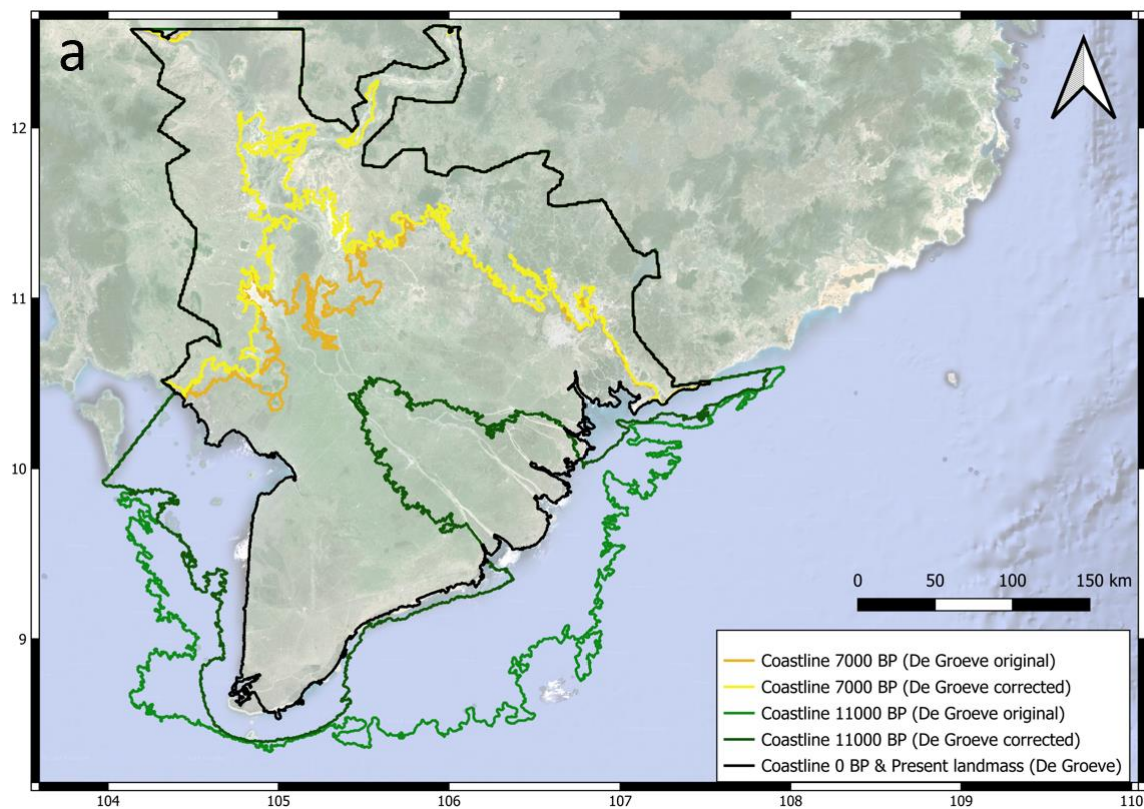 a
12
11
10
9
0 50 100 150 km
Coastline 7000 BP (De Groeve original)
Coastline 7000 BP (De Groeve corrected)
Coastline 11000 BP (De Groeve original)
Coastline 11000 BP (De Groeve corrected)
Coastline 0 BP & Present landmass (De Groeve)
104 105 106 107 108 109 110